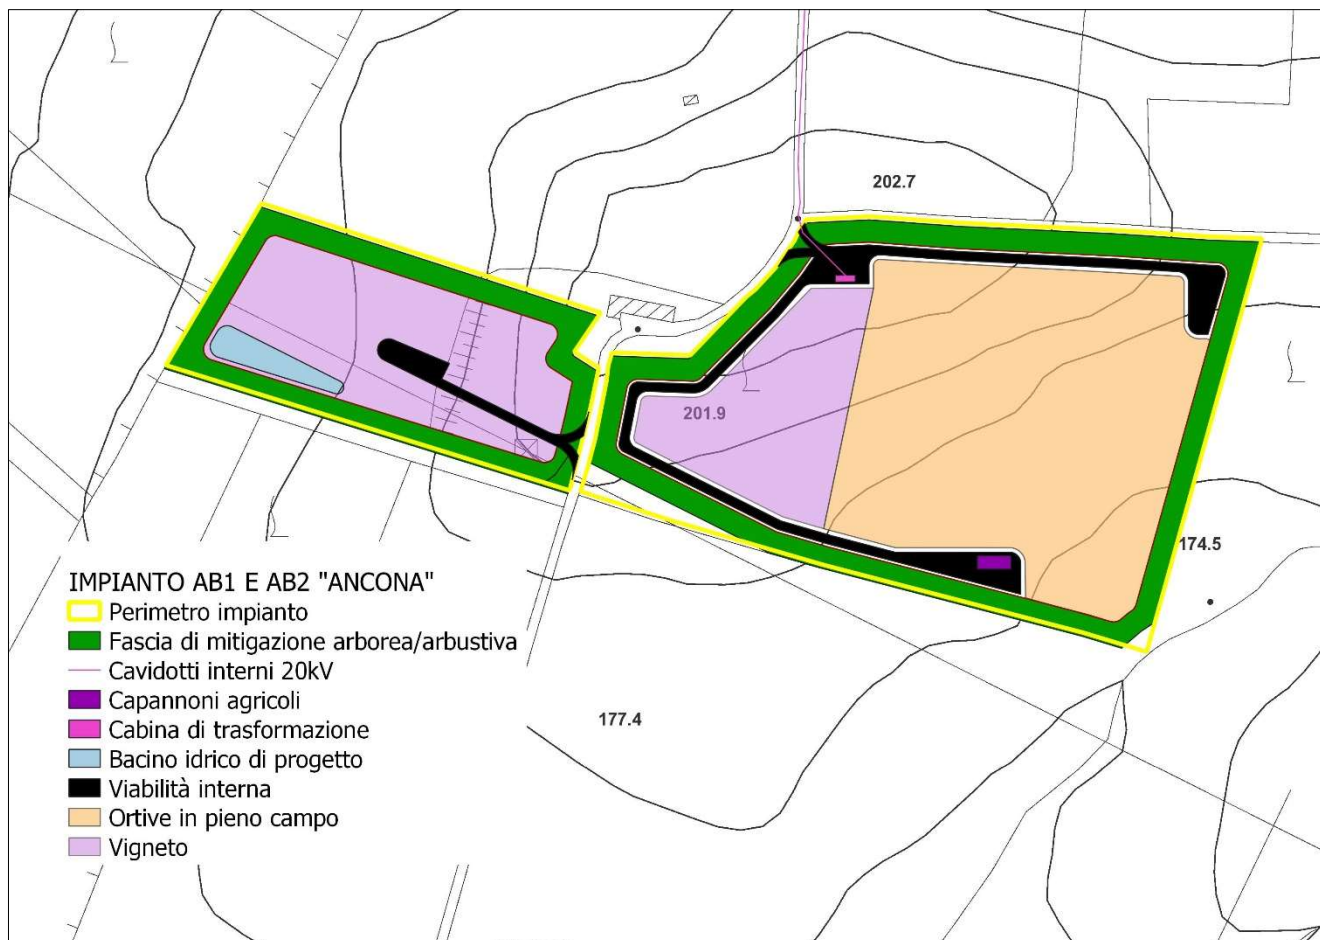 202.7
201.9
174.5
IMPIANTO AB1 E AB2 "ANCONA"
Perimetro impianto
Fascia di mitigazione arborea/arbustiva
Cavidotti interni 20kV
Capannoni agricoli
Cabina di trasformazione
Bacino idrico di progetto
Viabilità interna
Ortive in pieno campo
Vigneto
177.4